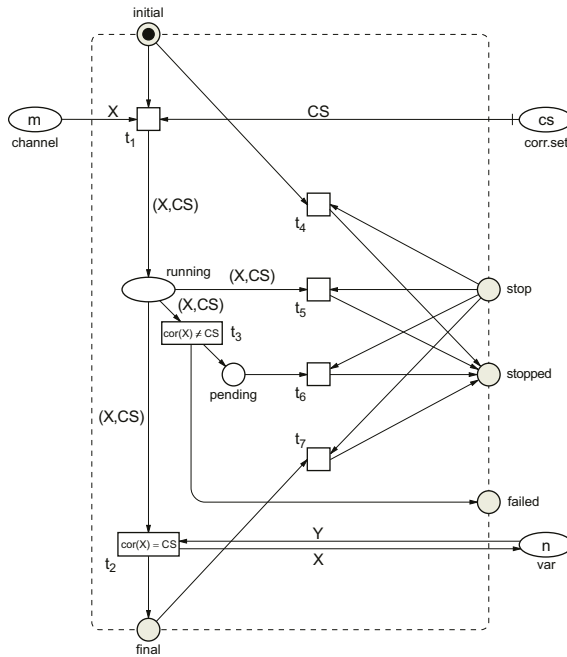 initial
m
X
CS
cs
channel
t1
corr.set
(X,CS)
t4
running
(X,CS)
stop
(X,CS)
t5
cor(X) ≠ CS
t3
stopped
pending
t6
(X,CS)
t7
failed
Y
cor(X) = CS
n
t2
X
var
final